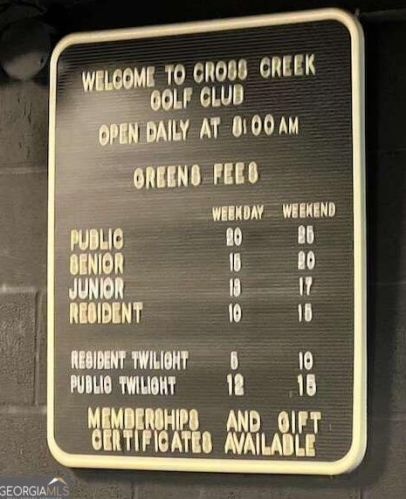 WELCOME TO CROSS CREEK
GOLF CLUB
OPEN DAILY AT 8:00 AM
GREENS FEES
WEEKDAY WEEKEND
PUBLIC 20 25
SENIOR 15 20
JUNIOR 17
RESIDENT 10 15
RESIDENT TWILIGHT 10
PUBLIC TWILIGHT 12 15
MEMBERSHIPS AND GIFT
CERTIFICATES AVAILABLE
GEORGIAMLS